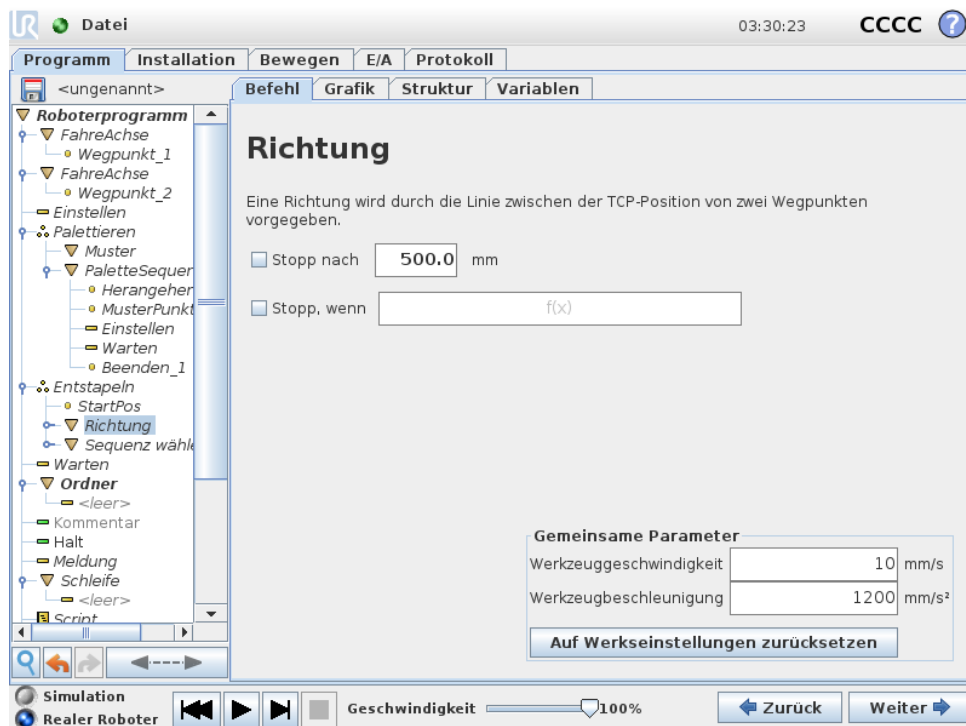 UR Datei 03:30:23 CCCC ?
Programm Installation Bewegen E/A Protokoll
<ungenannt>
Befehl Grafik Struktur Variablen
Roboterprogramm
FahreAchse
Wegpunkt_1
FahreAchse
Wegpunkt_2
Einstellen
Palettieren
Muster
PaletteSequer
Herangeher
MusterPunkt
Einstellen
Warten
Beenden_1
Entstapeln
StartPos
Richtung
Sequenz wähle
Warten
Ordner
<leer>
Kommentar
Halt
Meldung
Schleife
<leer>
Script
Richtung
Eine Richtung wird durch die Linie zwischen der TCP-Position von zwei Wegpunkten
vorgegeben.
Stopp nach 500.0 mm
Stopp, wenn f(x)
Gemeinsame Parameter
Werkzeuggeschwindigkeit 10 mm/s
Werkzeugbeschleunigung 1200 mm/s²
Auf Werkseinstellungen zurücksetzen
Simulation
Realer Roboter
Geschwindigkeit 100%
Zurück Weiter